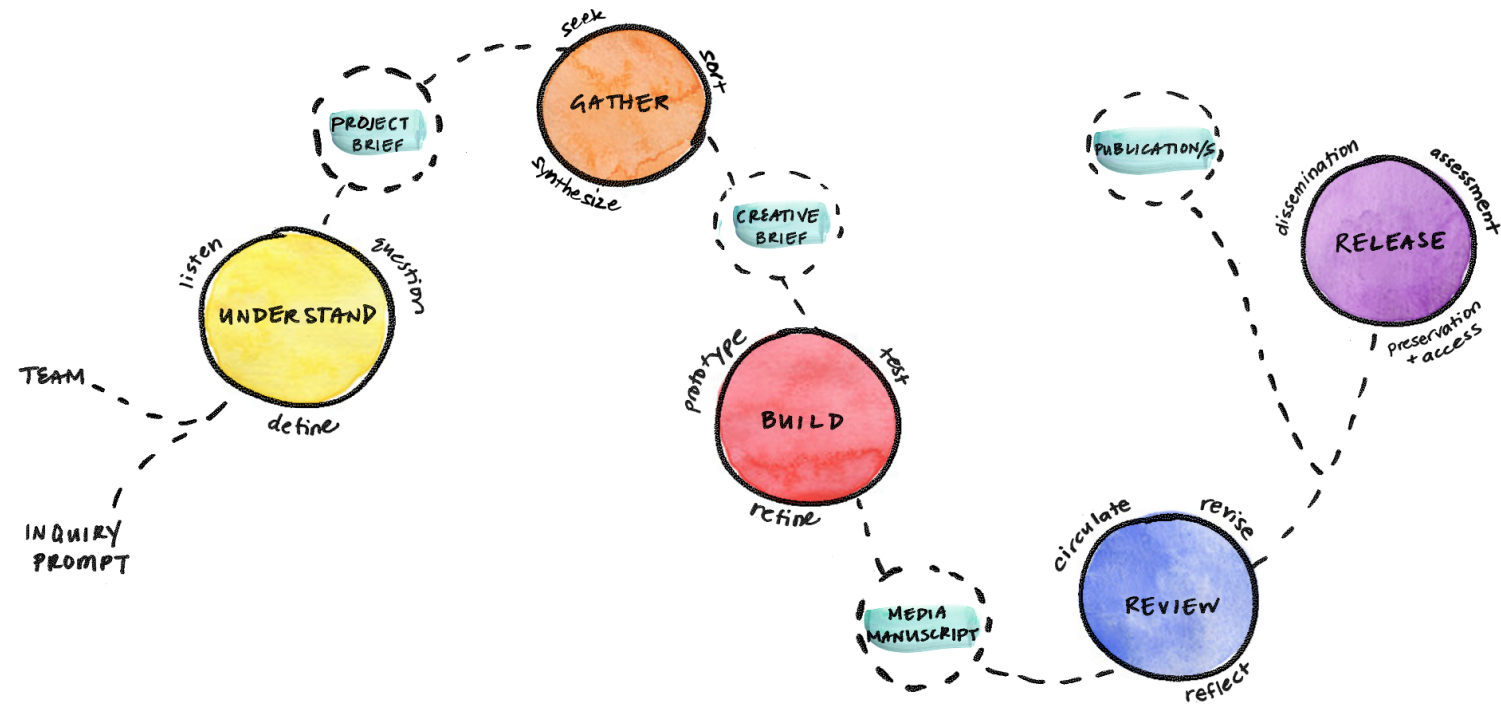 TEAM
INQUIRY
PROMPT
listen
question
UNDERSTAND
define
PROJECT
BRIEF
seek
sort
GATHER
synthesize
CREATIVE
BRIEF
prototype
test
BUILD
refine
MEDIA
MANUSCRIPT
circulate
revise
REVIEW
reflect
PUBLICATION/S
dissemination
assessment
RELEASE
preservation
+ access